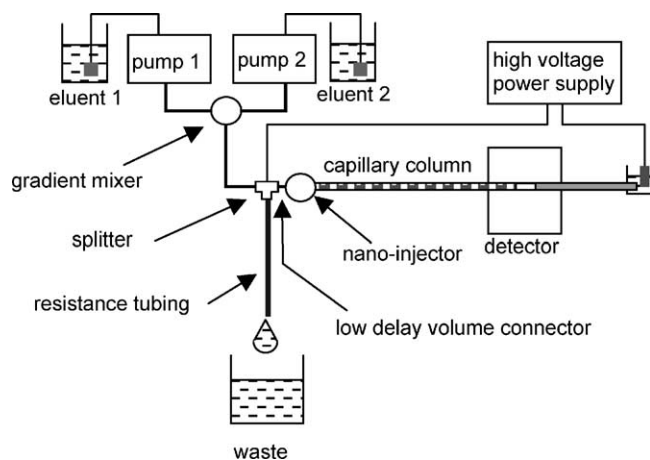 pump 1
pump 2
eluent 1
eluent 2
high voltage
power supply
gradient mixer
capillary column
splitter
nano-injector
detector
resistance tubing
low delay volume connector
waste